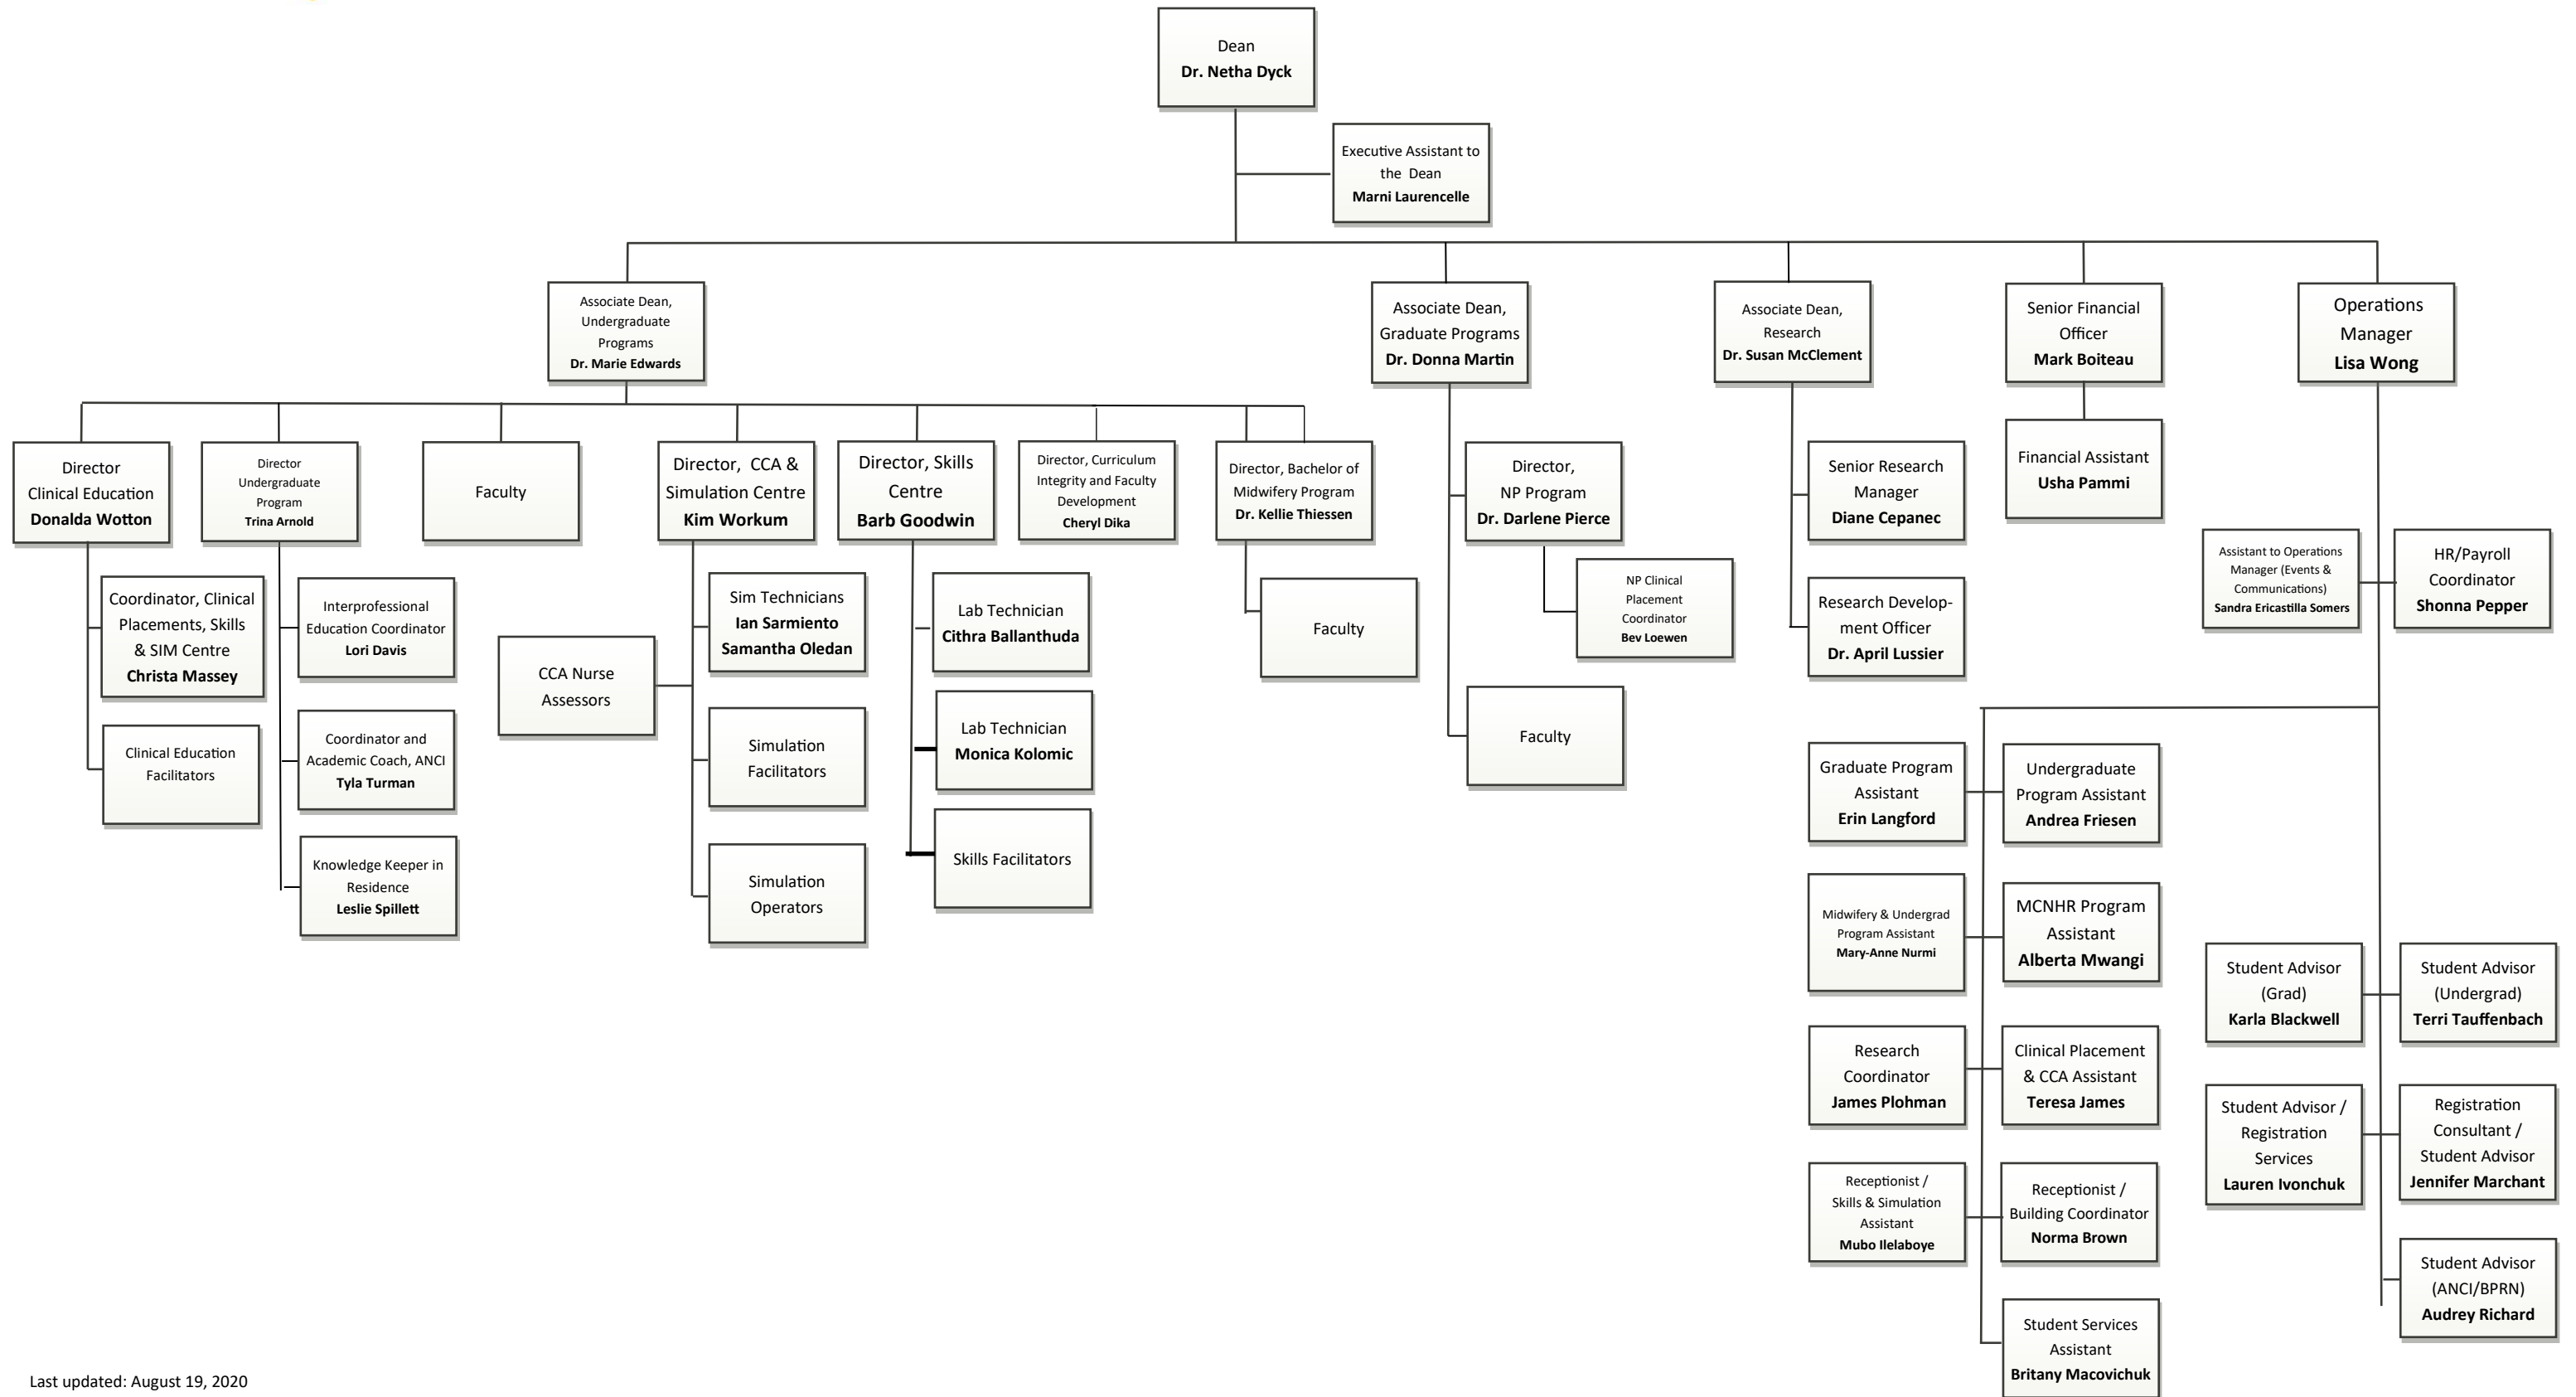 Dean
Dr. Netha Dyck
Executive Assistant to
the Dean
Marni Laurencelle
Associate Dean,
Undergraduate
Programs
Dr. Marie Edwards
Associate Dean,
Graduate Programs
Dr. Donna Martin
Associate Dean,
Research
Dr. Susan McClement
Senior Financial
Officer
Mark Boiteau
Operations
Manager
Lisa Wong
Director
Clinical Education
Donalda Wotton
Director
Undergraduate
Program
Trina Arnold
Faculty
Director, CCA &
Simulation Centre
Kim Workum
Director, Skills
Centre
Barb Goodwin
Director, Curriculum
Integrity and Faculty
Development
Cheryl Dika
Director, Bachelor of
Midwifery Program
Dr. Kellie Thiessen
Director,
NP Program
Dr. Darlene Pierce
Senior Research
Manager
Diane Cepanec
Financial Assistant
Usha Pammi
Assistant to Operations
Manager (Events &
Communications)
Sandra Ericastilla Somers
HR/Payroll
Coordinator
Shonna Pepper
Coordinator, Clinical
Placements, Skills
& SIM Centre
Christa Massey
Interprofessional
Education Coordinator
Lori Davis
CCA Nurse
Assessors
Sim Technicians
Ian Sarmiento
Samantha Oledan
Lab Technician
Cithra Ballanthuda
Faculty
NP Clinical
Placement
Coordinator
Bev Loewen
Research Develop-
ment Officer
Dr. April Lussier
Clinical Education
Facilitators
Coordinator and
Academic Coach, ANCI
Tyla Turman
Simulation
Facilitators
Lab Technician
Monica Kolomic
Faculty
Knowledge Keeper in
Residence
Leslie Spillett
Simulation
Operators
Skills Facilitators
Graduate Program
Assistant
Erin Langford
Undergraduate
Program Assistant
Andrea Friesen
Midwifery & Undergrad
Program Assistant
Mary-Anne Nurmi
MCNHR Program
Assistant
Alberta Mwangi
Student Advisor
(Grad)
Karla Blackwell
Student Advisor
(Undergrad)
Terri Tauffenbach
Research
Coordinator
James Plohman
Clinical Placement
& CCA Assistant
Teresa James
Student Advisor /
Registration
Services
Lauren Ivonchuk
Registration
Consultant /
Student Advisor
Jennifer Marchant
Receptionist /
Skills & Simulation
Assistant
Mubo Ilelaboye
Receptionist /
Building Coordinator
Norma Brown
Student Advisor
(ANCI/BPRN)
Audrey Richard
Student Services
Assistant
Britany Macovichuk
Last updated: August 19, 2020